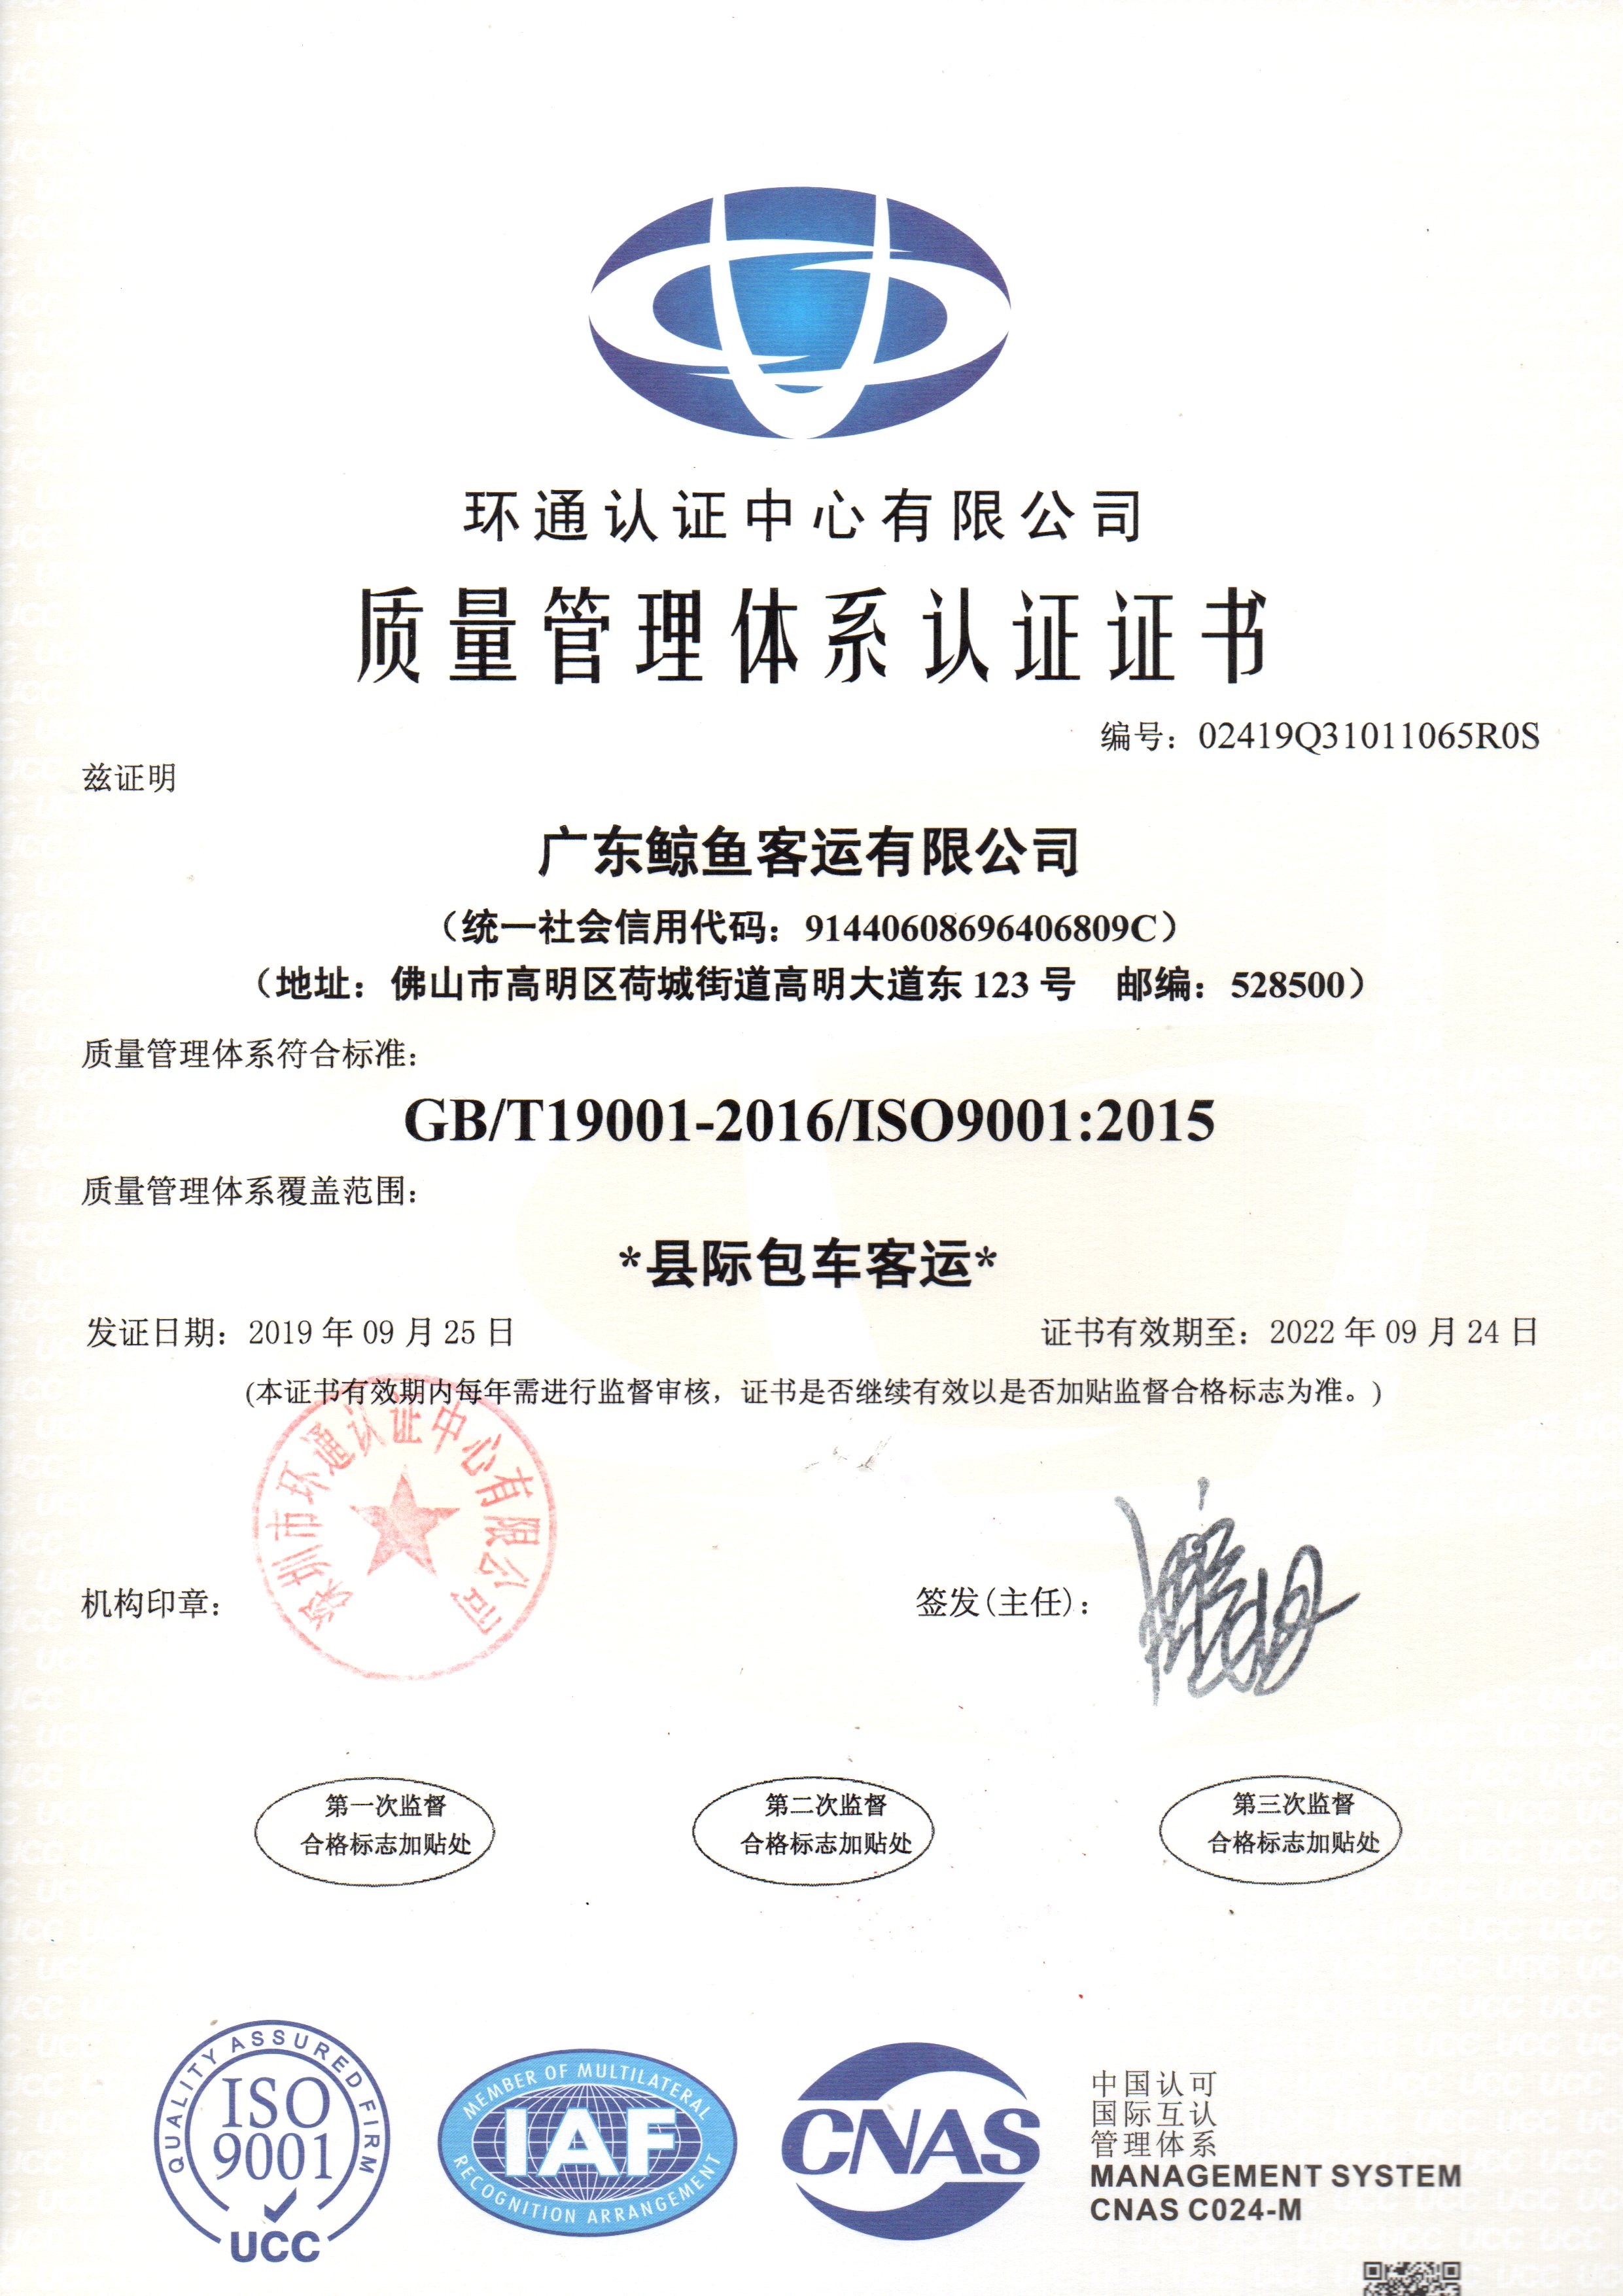 环通认证中心有限公司
质量管理体系认证证书
编号：02419Q31011065R0S
兹证明
广东鲸鱼客运有限公司
（统一社会信用代码：91440608696406809C）
（地址：佛山市高明区荷城街道高明大道东 123 号　邮编：528500）
质量管理体系符合标准：
GB/T19001-2016/ISO9001:2015
质量管理体系覆盖范围：
*县际包车客运*
发证日期：2019 年 09 月 25 日
证书有效期至：2022 年 09 月 24 日
(本证书有效期内每年需进行监督审核，证书是否继续有效以是否加贴监督合格标志为准。)
深圳市环通认证中心有限公司
机构印章：
签发(主任)：
第一次监督
合格标志加贴处
第二次监督
合格标志加贴处
第三次监督
合格标志加贴处
QUALITY ASSURED FIRM
ISO
9001
UCC
MEMBER OF MULTILATERAL
IAF
RECOGNITION ARRANGEMENT
CNAS
中国认可
国际互认
管理体系
MANAGEMENT SYSTEM
CNAS C024-M